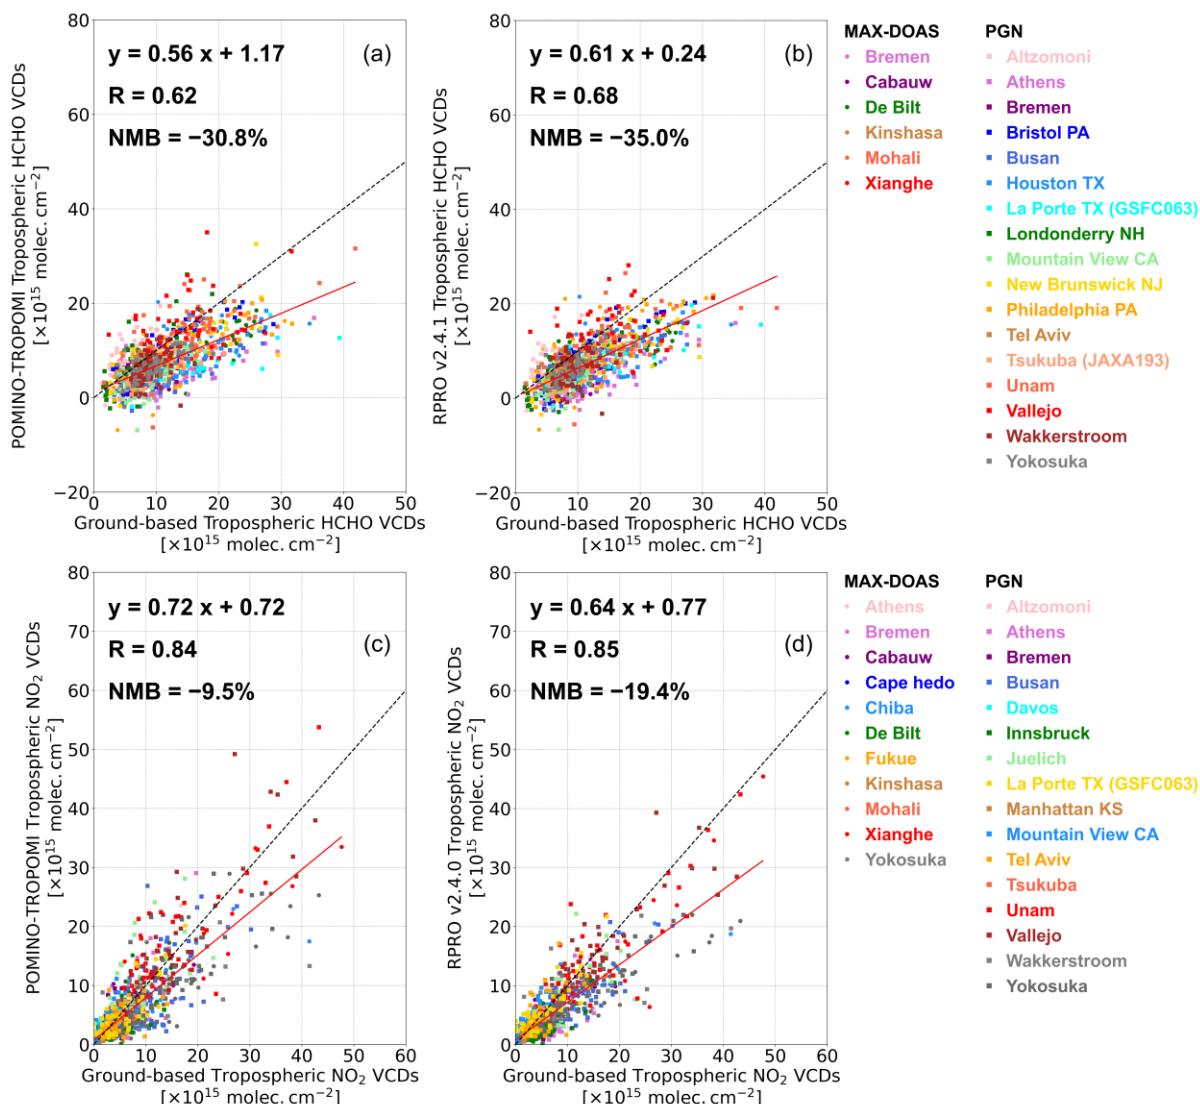 y = 0.56 x + 1.17
(a)
R = 0.62
NMB = −30.8%
POMINO-TROPOMI Tropospheric HCHO VCDs
[×10¹⁵ molec. cm⁻²]
80
60
40
20
0
−20
0 10 20 30 40 50
Ground-based Tropospheric HCHO VCDs
[×10¹⁵ molec. cm⁻²]
y = 0.61 x + 0.24
(b)
R = 0.68
NMB = −35.0%
RPRO v2.4.1 Tropospheric HCHO VCDs
[×10¹⁵ molec. cm⁻²]
80
60
40
20
0
−20
0 10 20 30 40 50
Ground-based Tropospheric HCHO VCDs
[×10¹⁵ molec. cm⁻²]
MAX-DOAS
Bremen
Cabauw
De Bilt
Kinshasa
Mohali
Xianghe
PGN
Altzomoni
Athens
Bremen
Bristol PA
Busan
Houston TX
La Porte TX (GSFC063)
Londonderry NH
Mountain View CA
New Brunswick NJ
Philadelphia PA
Tel Aviv
Tsukuba (JAXA193)
Unam
Vallejo
Wakkerstroom
Yokosuka
y = 0.72 x + 0.72
R = 0.84
(c)
NMB = −9.5%
POMINO-TROPOMI Tropospheric NO₂ VCDs
[×10¹⁵ molec. cm⁻²]
80
70
60
50
40
30
20
10
0
0 10 20 30 40 50 60
Ground-based Tropospheric NO₂ VCDs
[×10¹⁵ molec. cm⁻²]
y = 0.64 x + 0.77
R = 0.85
(d)
NMB = −19.4%
RPRO v2.4.0 Tropospheric NO₂ VCDs
[×10¹⁵ molec. cm⁻²]
80
70
60
50
40
30
20
10
0
0 10 20 30 40 50 60
Ground-based Tropospheric NO₂ VCDs
[×10¹⁵ molec. cm⁻²]
MAX-DOAS
Athens
Bremen
Cabauw
Cape hedo
Chiba
De Bilt
Fukue
Kinshasa
Mohali
Xianghe
Yokosuka
PGN
Altzomoni
Athens
Bremen
Busan
Davos
Innsbruck
Juelich
La Porte TX (GSFC063)
Manhattan KS
Mountain View CA
Tel Aviv
Tsukuba
Unam
Vallejo
Wakkerstroom
Yokosuka